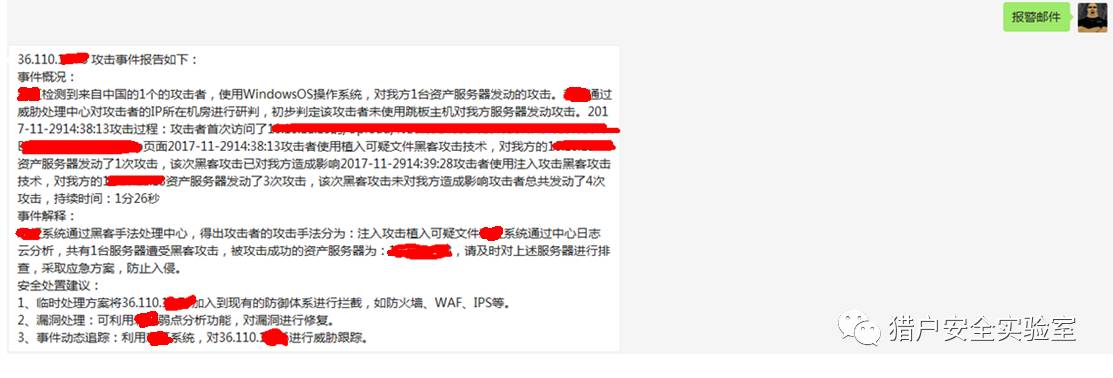 报警邮件
36.110. 攻击事件报告如下：
事件概况：
检测到来自中国的1个的攻击者，使用WindowsOS操作系统，对我方1台资产服务器发动的攻击。 通过
威胁处理中心对攻击者的IP所在机房进行研判，初步判定该攻击者未使用跳板主机对我方服务器发动攻击。201
7-11-2914:38:13攻击过程：攻击者首次访问了
页面2017-11-2914:38:13攻击者使用植入可疑文件黑客攻击技术，对我方的
资产服务器发动了1次攻击，该次黑客攻击已对我方造成影响2017-11-2914:39:28攻击者使用注入攻击黑客攻击
技术，对我方的1 资产服务器发动了3次攻击，该次黑客攻击未对我方造成影响攻击者总共发动了4次
攻击，持续时间：1分26秒
事件解释：
系统通过黑客手法处理中心，得出攻击者的攻击手法分为：注入攻击植入可疑文件 系统通过中心日志
云分析，共有1台服务器遭受黑客攻击，被攻击成功的资产服务器为： ，请及时对上述服务器进行排
查，采取应急方案，防止入侵。
安全处置建议：
1、临时处理方案将36.110. 加入到现有的防御体系进行拦截，如防火墙、WAF、IPS等。
2、漏洞处理：可利用 弱点分析功能，对漏洞进行修复。
3、事件动态追踪：利用 系统，对36.110. 进行威胁跟踪。
猎户安全实验室